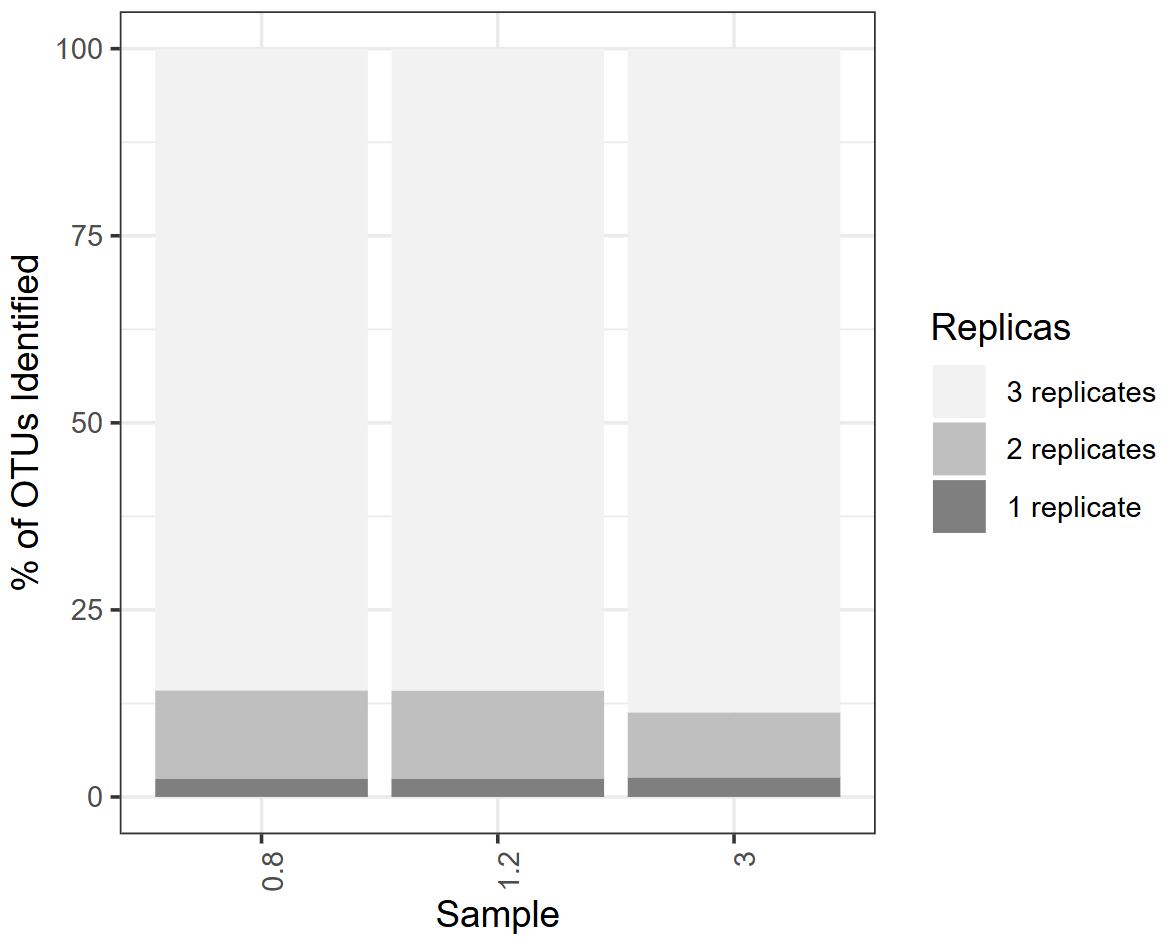 % of OTUs Identified
100
75
50
25
0
0.8
1.2
3
Sample
Replicas
3 replicates
2 replicates
1 replicate